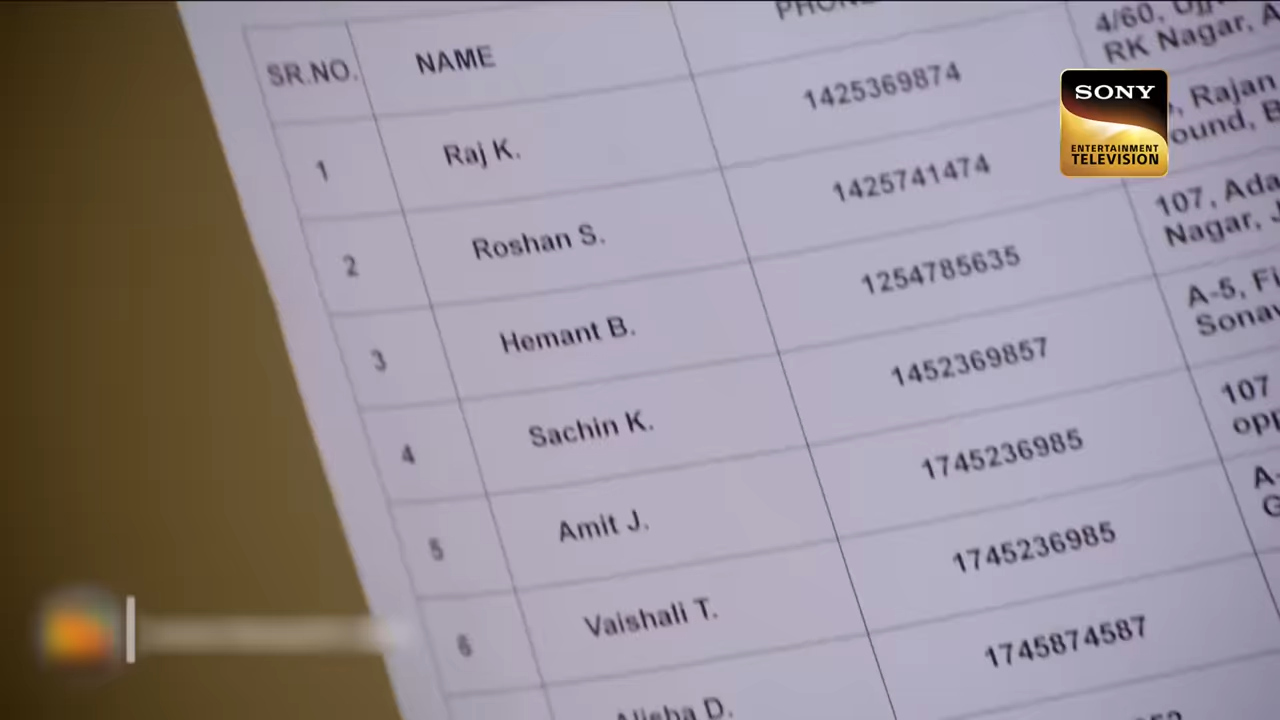 SR.NO. NAME PHONE
1 Raj K. 1425369874 4/60,
RK Nagar, A
2 Roshan S. 1425741474 , Rajan
ound, B
3 Hemant B. 1254785635 107, Ada
Nagar, J
4 Sachin K. 1452369857 A-5, Fi
Sonav
5 Amit J. 1745236985 107
opp
6 Vaishali T. 1745236985 A-
G
Alisha D. 1745874587
SONY
ENTERTAINMENT
TELEVISION